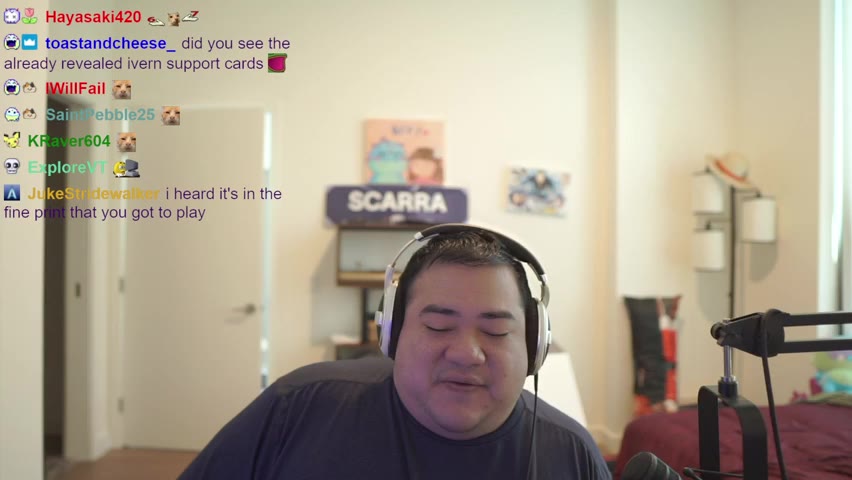 Hayasaki420
toastandcheese_ did you see the
already revealed ivern support cards
IWillFail
SaintPebble25
KRaver604
ExploreVT
JukeStridewalker i heard it's in the
fine print that you got to play
SCARRA